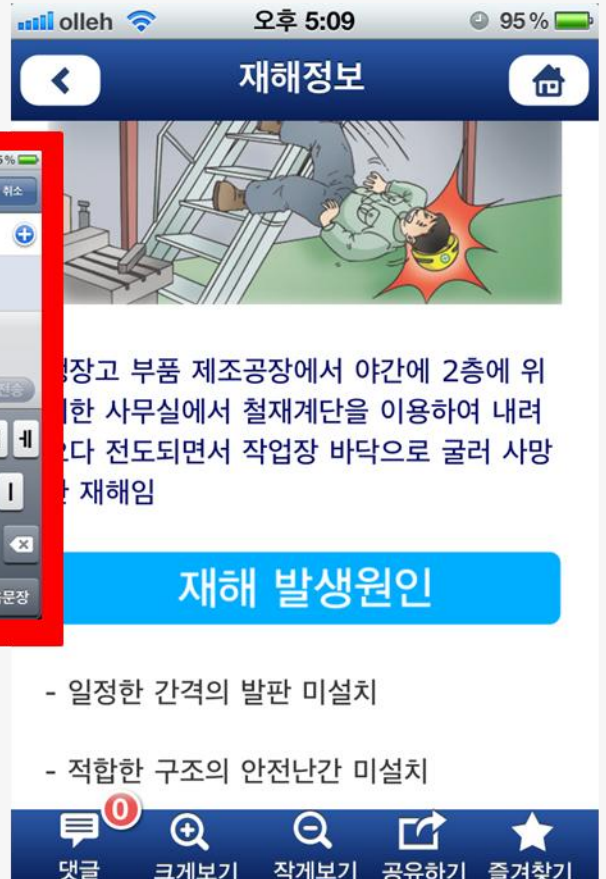 olleh 오후 5:09 95%
재해정보
5%
취소
전송
ㅔ
ㅣ
문장
장고 부품 제조공장에서 야간에 2층에 위
한 사무실에서 철재계단을 이용하여 내려
다 전도되면서 작업장 바닥으로 굴러 사망
재해임
재해 발생원인
- 일정한 간격의 발판 미설치
- 적합한 구조의 안전난간 미설치
0
댓글 크게보기 작게보기 공유하기 즐겨찾기